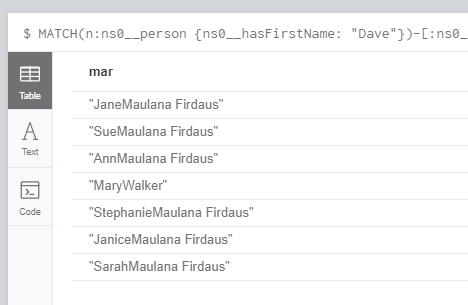 $ MATCH(n:ns0__person {ns0__hasFirstName: "Dave"})-[:ns0_
mar
Table
"JaneMaulana Firdaus"
"SueMaulana Firdaus"
"AnnMaulana Firdaus"
Text
"MaryWalker"
"StephanieMaulana Firdaus"
Code
"JaniceMaulana Firdaus"
"SarahMaulana Firdaus"